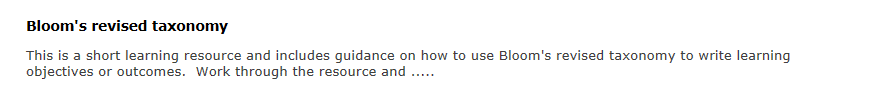 Bloom's revised taxonomy
This is a short learning resource and includes guidance on how to use Bloom's revised taxonomy to write learning
objectives or outcomes.  Work through the resource and .....